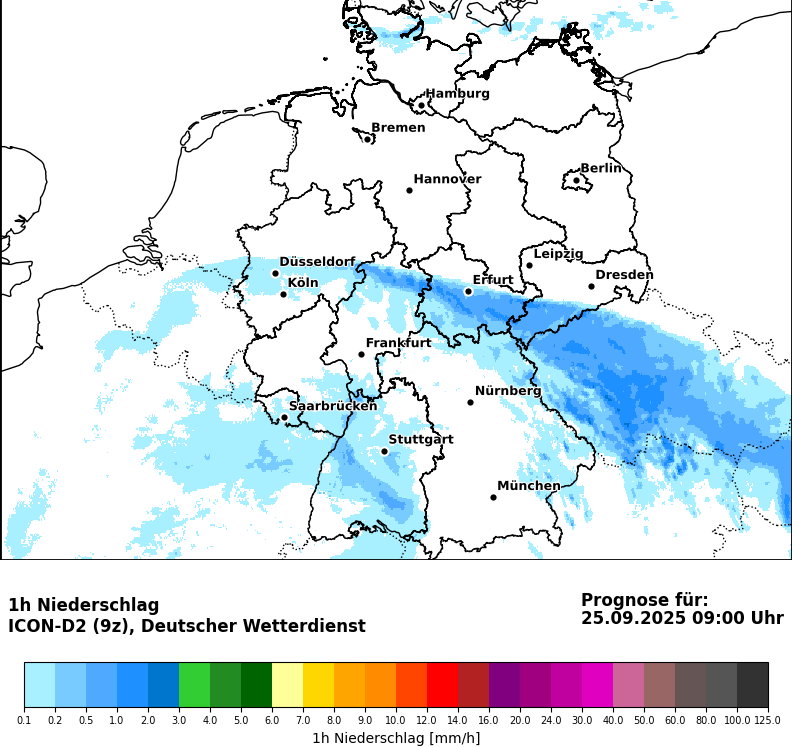 Hamburg
Bremen
Berlin
Hannover
Leipzig
Düsseldorf
Dresden
Erfurt
Köln
Frankfurt
Nürnberg
Saarbrücken
Stuttgart
München
1h Niederschlag
ICON-D2 (9z), Deutscher Wetterdienst
Prognose für:
25.09.2025 09:00 Uhr
0.1 0.2 0.5 1.0 2.0 3.0 4.0 5.0 6.0 7.0 8.0 9.0 10.0 12.0 14.0 16.0 20.0 24.0 30.0 40.0 50.0 60.0 80.0 100.0 125.0
1h Niederschlag [mm/h]